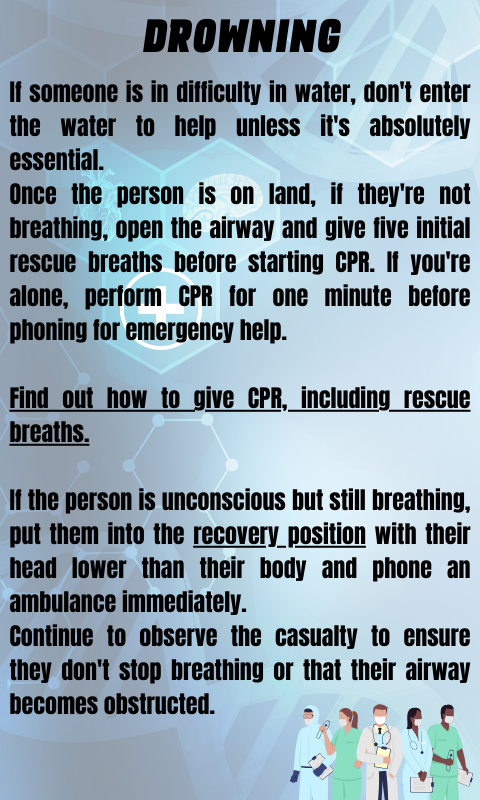 DROWNING
If someone is in difficulty in water, don't enter
the water to help unless it's absolutely
essential.
Once the person is on land, if they're not
breathing, open the airway and give five initial
rescue breaths before starting CPR. If you're
alone, perform CPR for one minute before
phoning for emergency help.
Find out how to give CPR, including rescue
breaths.
If the person is unconscious but still breathing,
put them into the recovery position with their
head lower than their body and phone an
ambulance immediately.
Continue to observe the casualty to ensure
they don't stop breathing or that their airway
becomes obstructed.